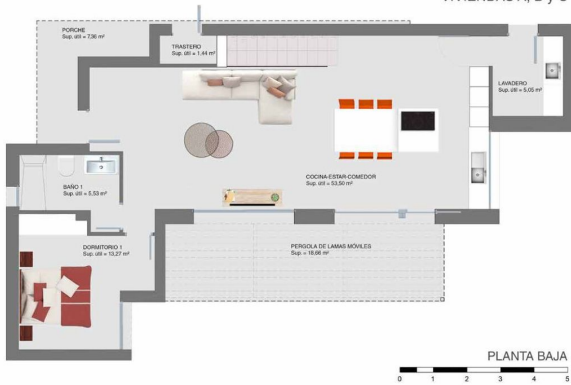 PORCHE
Sup. útil = 7,96 m²
TRASTERO
Sup. útil = 1,44 m²
LAVADERO
Sup. útil = 5,05 m²
BAÑO 1
Sup. útil = 5,53 m²
COCINA-ESTAR-COMEDOR
Sup. útil = 53,50 m²
DORMITORIO 1
Sup. útil = 13,27 m²
PERGOLA DE LAMAS MÓVILES
Sup. = 18,66 m²
PLANTA BAJA
0 1 2 3 4 5